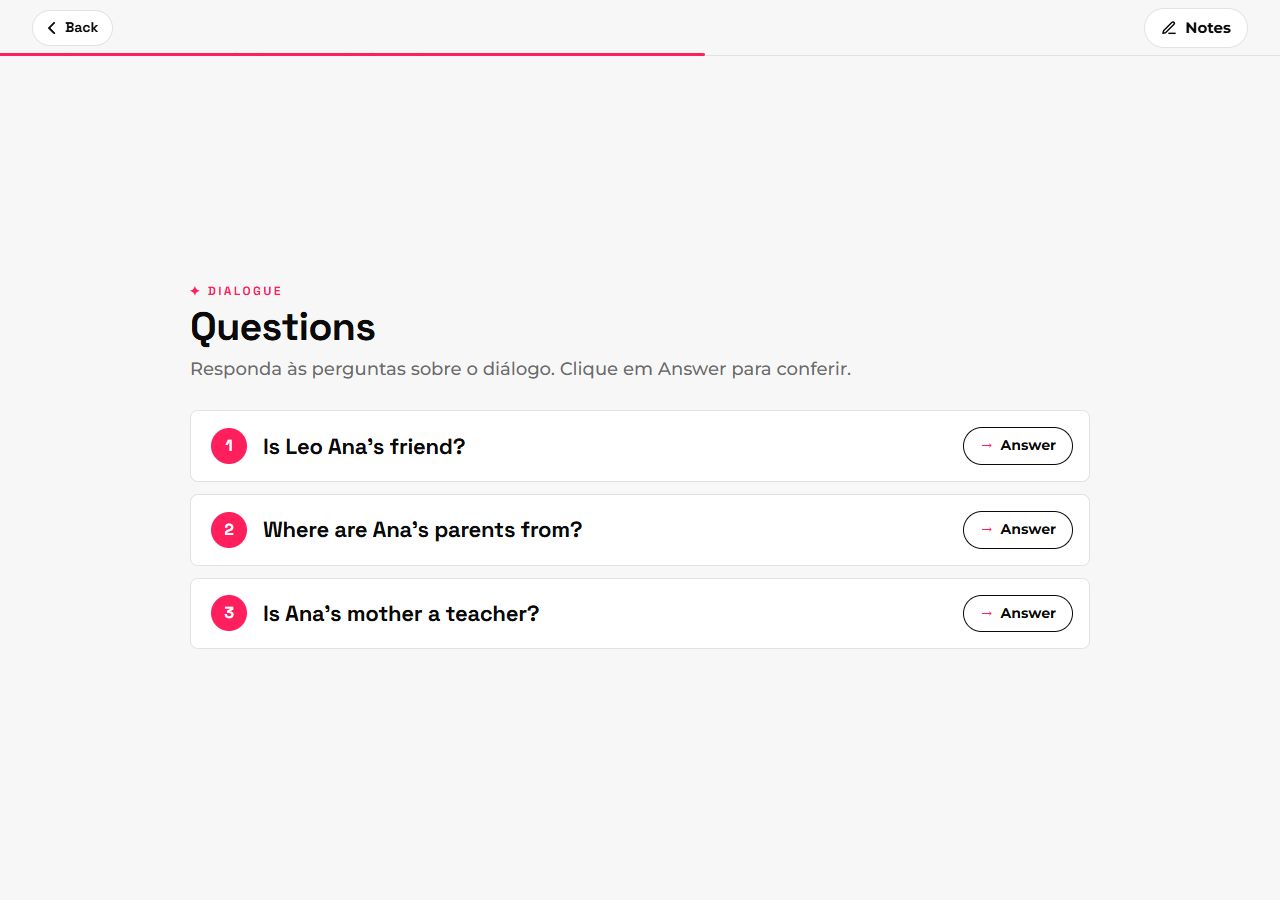 Back
Notes
✦ DIALOGUE
Questions
Responda às perguntas sobre o diálogo. Clique em Answer para conferir.
1 Is Leo Ana’s friend? → Answer
2 Where are Ana’s parents from? → Answer
3 Is Ana’s mother a teacher? → Answer